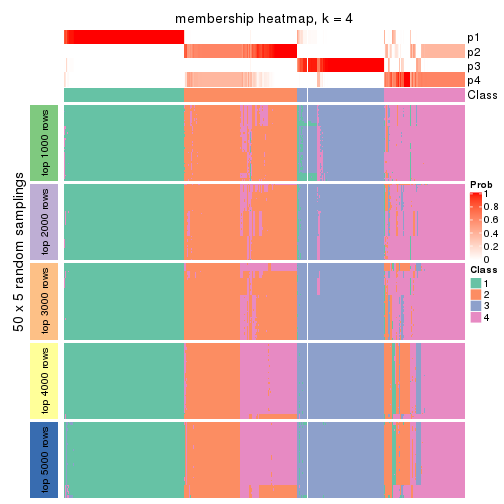 membership heatmap, k = 4
p1
p2
p3
p4
Class
50 x 5 random samplings
top 1000 rows
top 2000 rows
top 3000 rows
top 4000 rows
top 5000 rows
Prob
1
0.8
0.6
0.4
0.2
0
Class
1
2
3
4